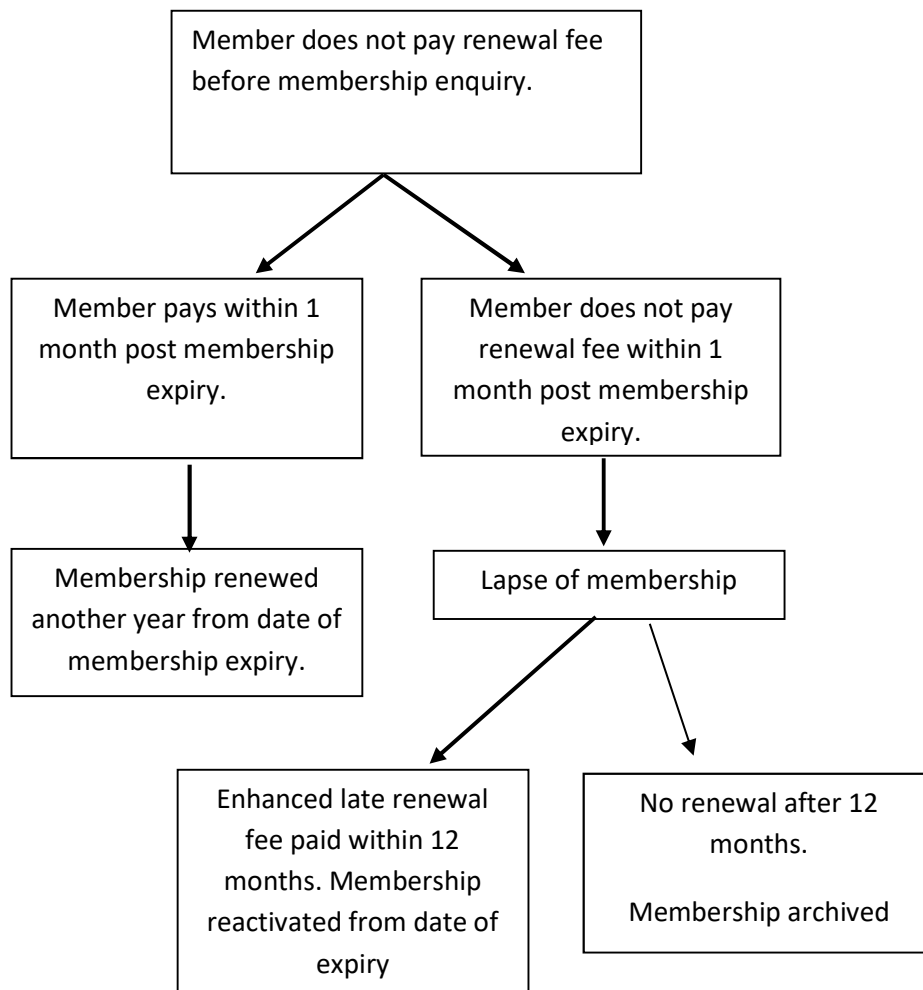 Member does not pay renewal fee
before membership enquiry.
Member pays within 1
month post membership
expiry.
Member does not pay
renewal fee within 1
month post membership
expiry.
Membership renewed
another year from date of
membership expiry.
Lapse of membership
Enhanced late renewal
fee paid within 12
months. Membership
reactivated from date of
expiry
No renewal after 12
months.
Membership archived